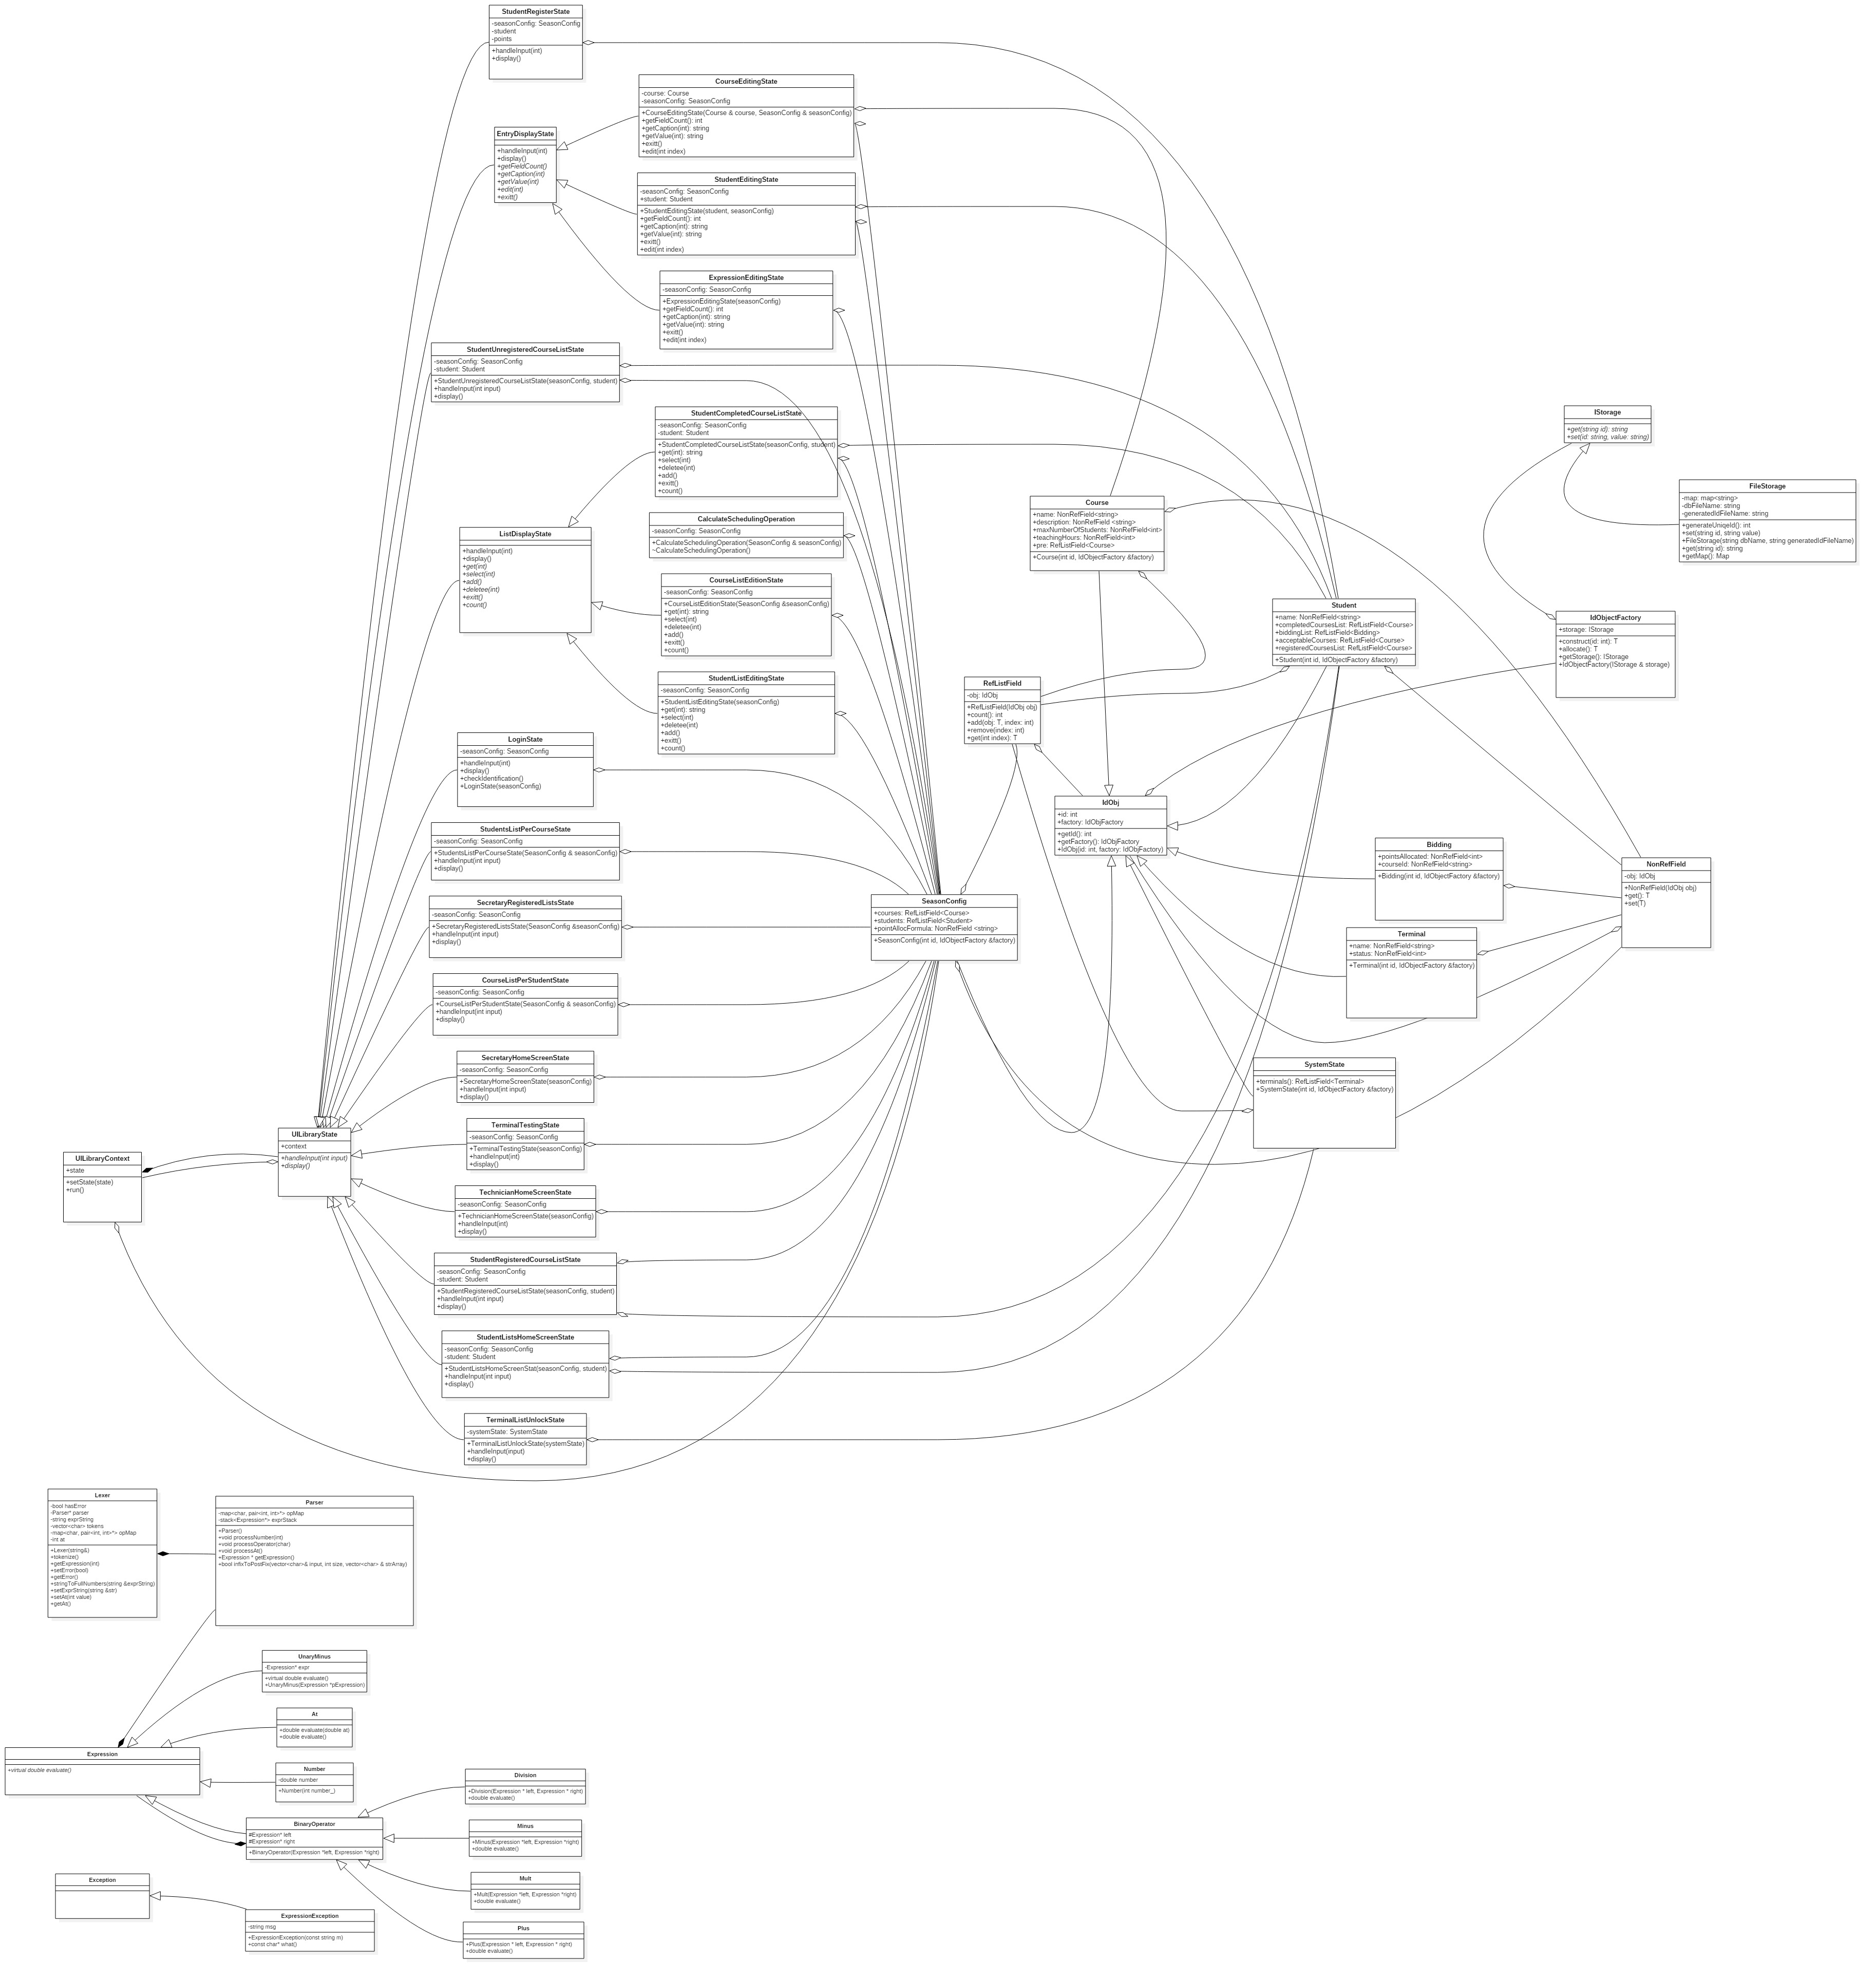 StudentRegisterState
-seasonConfig: SeasonConfig
-student
-points
+handleInput(int)
+display()
CourseEditingState
-course: Course
-seasonConfig: SeasonConfig
+CourseEditingState(Course & course, SeasonConfig & seasonConfig)
+getFieldCount(): int
+getCaption(int): string
+getValue(int): string
+exitt()
+edit(int index)
EntryDisplayState
+handleInput(int)
+display()
+getFieldCount()
+getCaption(int)
+getValue(int)
+edit(int)
+exitt()
StudentEditingState
-seasonConfig: SeasonConfig
+student: Student
+StudentEditingState(student, seasonConfig)
+getFieldCount(): int
+getCaption(int): string
+getValue(int): string
+exitt()
+edit(int index)
ExpressionEditingState
-seasonConfig: SeasonConfig
+ExpressionEditingState(seasonConfig)
+getFieldCount(): int
+getCaption(int): string
+getValue(int): string
+exitt()
+edit(int index)
StudentUnregisteredCourseListState
-seasonConfig: SeasonConfig
-student: Student
+StudentUnregisteredCourseListState(seasonConfig, student)
+handleInput(int input)
+display()
StudentCompletedCourseListState
-seasonConfig: SeasonConfig
-student: Student
+StudentCompletedCourseListState(seasonConfig, student)
+get(int): string
+select(int)
+deletee(int)
+add()
+exitt()
+count()
CalculateSchedulingOperation
-seasonConfig: SeasonConfig
+CalculateSchedulingOperation(SeasonConfig & seasonConfig)
~CalculateSchedulingOperation()
ListDisplayState
+handleInput(int)
+display()
+get(int)
+select(int)
+add()
+deletee(int)
+exitt()
+count()
CourseListEditionState
-seasonConfig: SeasonConfig
+CourseListEditionState(SeasonConfig &seasonConfig)
+get(int): string
+select(int)
+deletee(int)
+add()
+exitt()
+count()
StudentListEditingState
-seasonConfig: SeasonConfig
+StudentListEditingState(seasonConfig)
+get(int): string
+select(int)
+deletee(int)
+add()
+exitt()
+count()
LoginState
-seasonConfig: SeasonConfig
+handleInput(int)
+display()
+checkIdentification()
+LoginState(seasonConfig)
StudentsListPerCourseState
-seasonConfig: SeasonConfig
+StudentsListPerCourseState(SeasonConfig & seasonConfig)
+handleInput(int input)
+display()
SecretaryRegisteredListsState
-seasonConfig: SeasonConfig
+SecretaryRegisteredListsState(SeasonConfig &seasonConfig)
+handleInput(int input)
+display()
CourseListPerStudentState
-seasonConfig: SeasonConfig
+CourseListPerStudentState(SeasonConfig & seasonConfig)
+handleInput(int input)
+display()
SecretaryHomeScreenState
-seasonConfig: SeasonConfig
+SecretaryHomeScreenState(seasonConfig)
+handleInput(int input)
+display()
TerminalTestingState
-seasonConfig: SeasonConfig
+TerminalTestingState(seasonConfig)
+handleInput(int)
+display()
TechnicianHomeScreenState
-seasonConfig: SeasonConfig
+TechnicianHomeScreenState(seasonConfig)
+handleInput(int)
+display()
StudentRegisteredCourseListState
-seasonConfig: SeasonConfig
-student: Student
+StudentRegisteredCourseListState(seasonConfig, student)
+handleInput(int input)
+display()
StudentListsHomeScreenState
-seasonConfig: SeasonConfig
-student: Student
+StudentListsHomeScreenStat(seasonConfig, student)
+handleInput(int input)
+display()
TerminalListUnlockState
-systemState: SystemState
+TerminalListUnlockState(systemState)
+handleInput(input)
+display()
UILibraryState
+context
+handleInput(int input)
+display()
UILibraryContext
+state
+setState(state)
+run()
SeasonConfig
+courses: RefListField<Course>
+students: RefListField<Student>
+pointAllocFormula: NonRefField <string>
+SeasonConfig(int id, IdObjectFactory &factory)
Course
+name: NonRefField<string>
+description: NonRefField <string>
+maxNumberOfStudents: NonRefField<int>
+teachingHours: NonRefField<int>
+pre: RefListField<Course>
+Course(int id, IdObjectFactory &factory)
RefListField
-obj: IdObj
+RefListField(IdObj obj)
+count(): int
+add(obj: T, index: int)
+remove(index: int)
+get(int index): T
IdObj
+id: int
+factory: IdObjFactory
+getId(): int
+getFactory(): IdObjFactory
+IdObj(id: int, factory: IdObjFactory)
Student
+name: NonRefField<string>
+completedCoursesList: RefListField<Course>
+biddingList: RefListField<Bidding>
+acceptableCourses: RefListField<Course>
+registeredCoursesList: RefListField<Course>
+Student(int id, IdObjectFactory &factory)
IStorage
+get(string id): string
+set(id: string, value: string)
FileStorage
-map: map<string>
-dbFileName: string
-generatedIdFileName: string
+generateUniqeId(): int
+set(string id, string value)
+FileStorage(string dbName, string generatedIdFileName)
+get(string id): string
+getMap(): Map
IdObjectFactory
+storage: IStorage
+construct(id: int): T
+allocate(): T
+getStorage(): IStorage
+IdObjectFactory(IStorage & storage)
Bidding
+pointsAllocated: NonRefField<int>
+courseId: NonRefField<string>
+Bidding(int id, IdObjectFactory &factory)
NonRefField
-obj: IdObj
+NonRefField(IdObj obj)
+get(): T
+set(T)
Terminal
+name: NonRefField<string>
+status: NonRefField<int>
+Terminal(int id, IdObjectFactory &factory)
SystemState
+terminals(): RefListField<Terminal>
+SystemState(int id, IdObjectFactory &factory)
Lexer
-bool hasError
-Parser* parser
-string exprString
-vector<char> tokens
-map<char, pair<int, int>*> opMap
-int at
+Lexer(string&)
+tokenize()
+getExpression(int)
+setError(bool)
+getError()
+stringToFullNumbers(string &exprString)
+setExprString(string &str)
+setAt(int value)
+getAt()
Parser
-map<char, pair<int, int>*> opMap
-stack<Expression*> exprStack
+Parser()
+void processNumber(int)
+void processOperator(char)
+void processAt()
+Expression * getExpression()
+bool infixToPostFix(vector<char>& input, int size, vector<char> & strArray)
UnaryMinus
-Expression* expr
+virtual double evaluate()
+UnaryMinus(Expression *pExpression)
At
+double evaluate(double at)
+double evaluate()
Expression
+virtual double evaluate()
Number
-double number
+Number(int number_)
BinaryOperator
#Expression* left
#Expression* right
+BinaryOperator(Expression *left, Expression *right)
Division
+Division(Expression * left, Expression * right)
+double evaluate()
Minus
+Minus(Expression *left, Expression *right)
+double evaluate()
Mult
+Mult(Expression *left, Expression *right)
+double evaluate()
Plus
+Plus(Expression * left, Expression * right)
+double evaluate()
Exception
ExpressionException
-string msg
+ExpressionException(const string m)
+const char* what()